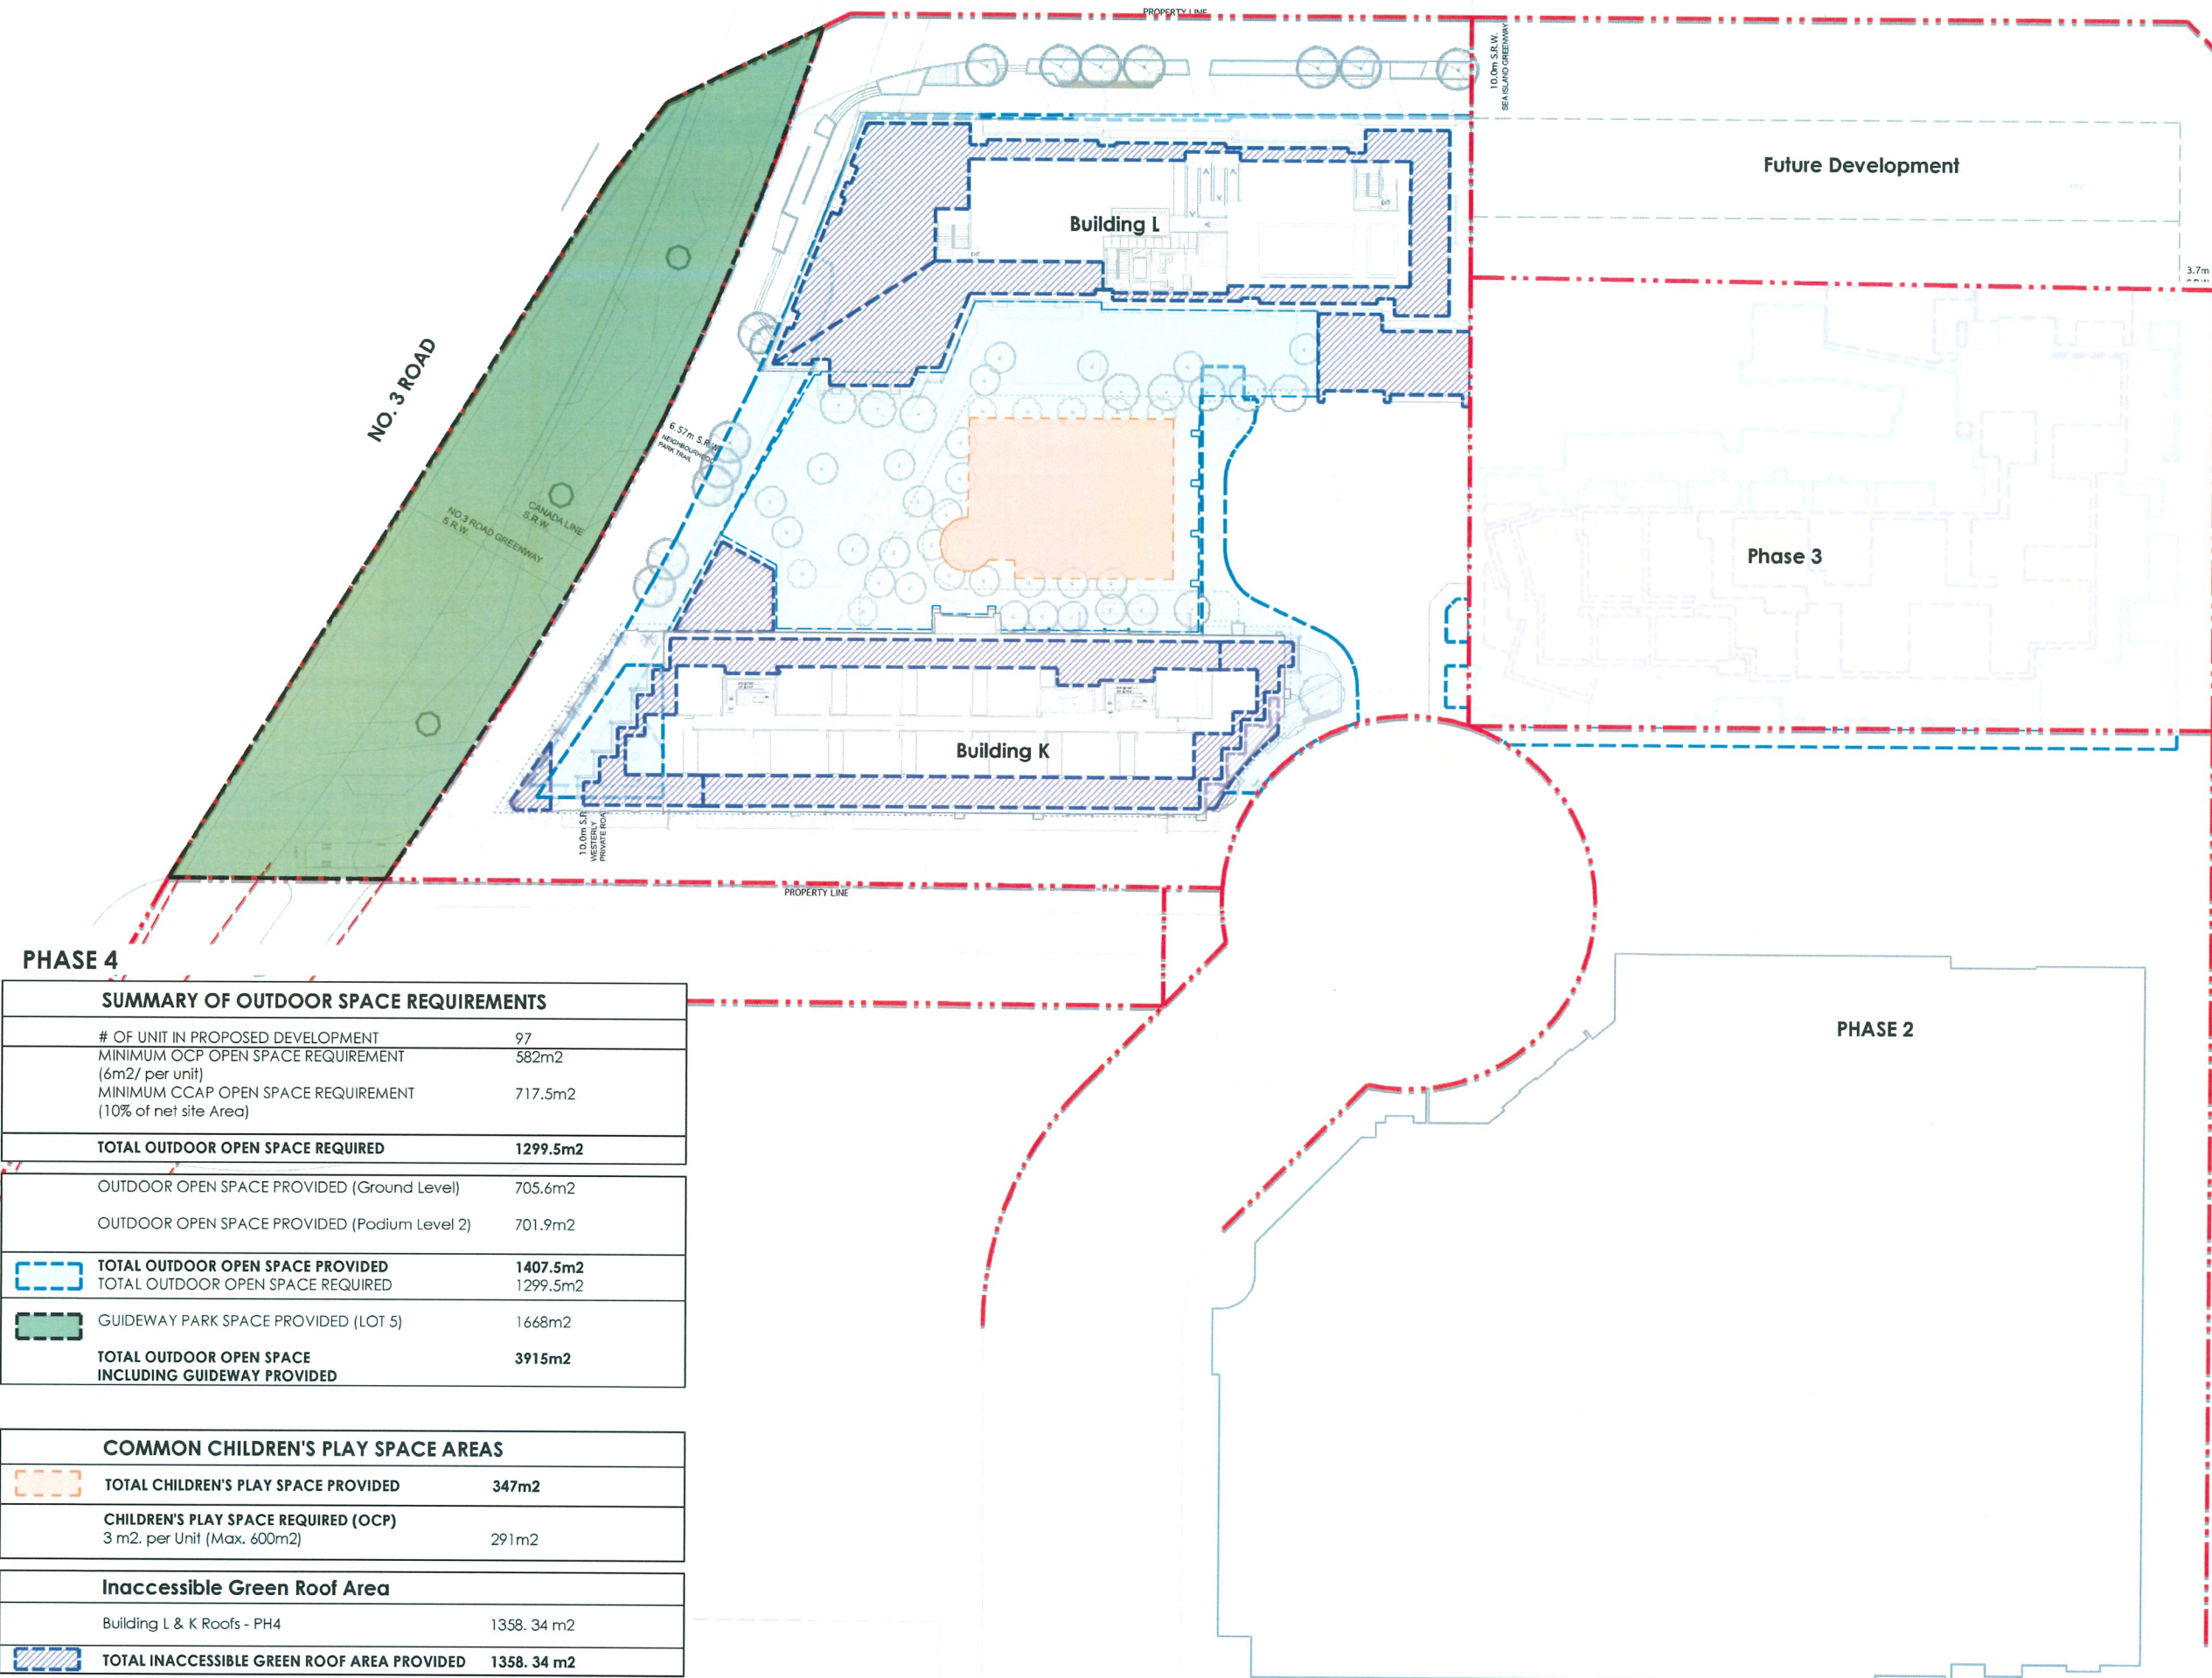 PROPERTY LINE
10.0m S.R.W.
SEA ISLAND GREENWAY
Future Development
Building L
EXIT
EXIT
3.7m
NO. 3 ROAD
6.57m S.R.W.
NEIGHBOURHOOD
PARK TRAIL
CANADA LINE
S.R.W.
NO.3 ROAD GREENWAY
S.R.W.
Phase 3
Building K
10.0m S.R
WESTERLY
PRIVATE ROA
PROPERTY LINE
PHASE 2
PHASE 4
SUMMARY OF OUTDOOR SPACE REQUIREMENTS
# OF UNIT IN PROPOSED DEVELOPMENT 97
MINIMUM OCP OPEN SPACE REQUIREMENT 582m2
(6m2/ per unit)
MINIMUM CCAP OPEN SPACE REQUIREMENT 717.5m2
(10% of net site Area)
TOTAL OUTDOOR OPEN SPACE REQUIRED 1299.5m2
OUTDOOR OPEN SPACE PROVIDED (Ground Level) 705.6m2
OUTDOOR OPEN SPACE PROVIDED (Podium Level 2) 701.9m2
TOTAL OUTDOOR OPEN SPACE PROVIDED 1407.5m2
TOTAL OUTDOOR OPEN SPACE REQUIRED 1299.5m2
GUIDEWAY PARK SPACE PROVIDED (LOT 5) 1668m2
TOTAL OUTDOOR OPEN SPACE 3915m2
INCLUDING GUIDEWAY PROVIDED
COMMON CHILDREN'S PLAY SPACE AREAS
TOTAL CHILDREN'S PLAY SPACE PROVIDED 347m2
CHILDREN'S PLAY SPACE REQUIRED (OCP)
3 m2. per Unit (Max. 600m2) 291m2
Inaccessible Green Roof Area
Building L & K Roofs - PH4 1358. 34 m2
TOTAL INACCESSIBLE GREEN ROOF AREA PROVIDED 1358. 34 m2